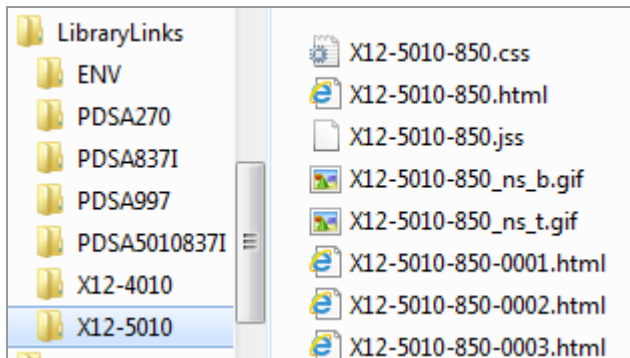 LibraryLinks
ENV
PDSA270
PDSA837I
PDSA997
PDSA5010837I
X12-4010
X12-5010
X12-5010-850.css
X12-5010-850.html
X12-5010-850.jss
X12-5010-850_ns_b.gif
X12-5010-850_ns_t.gif
X12-5010-850-0001.html
X12-5010-850-0002.html
X12-5010-850-0003.html